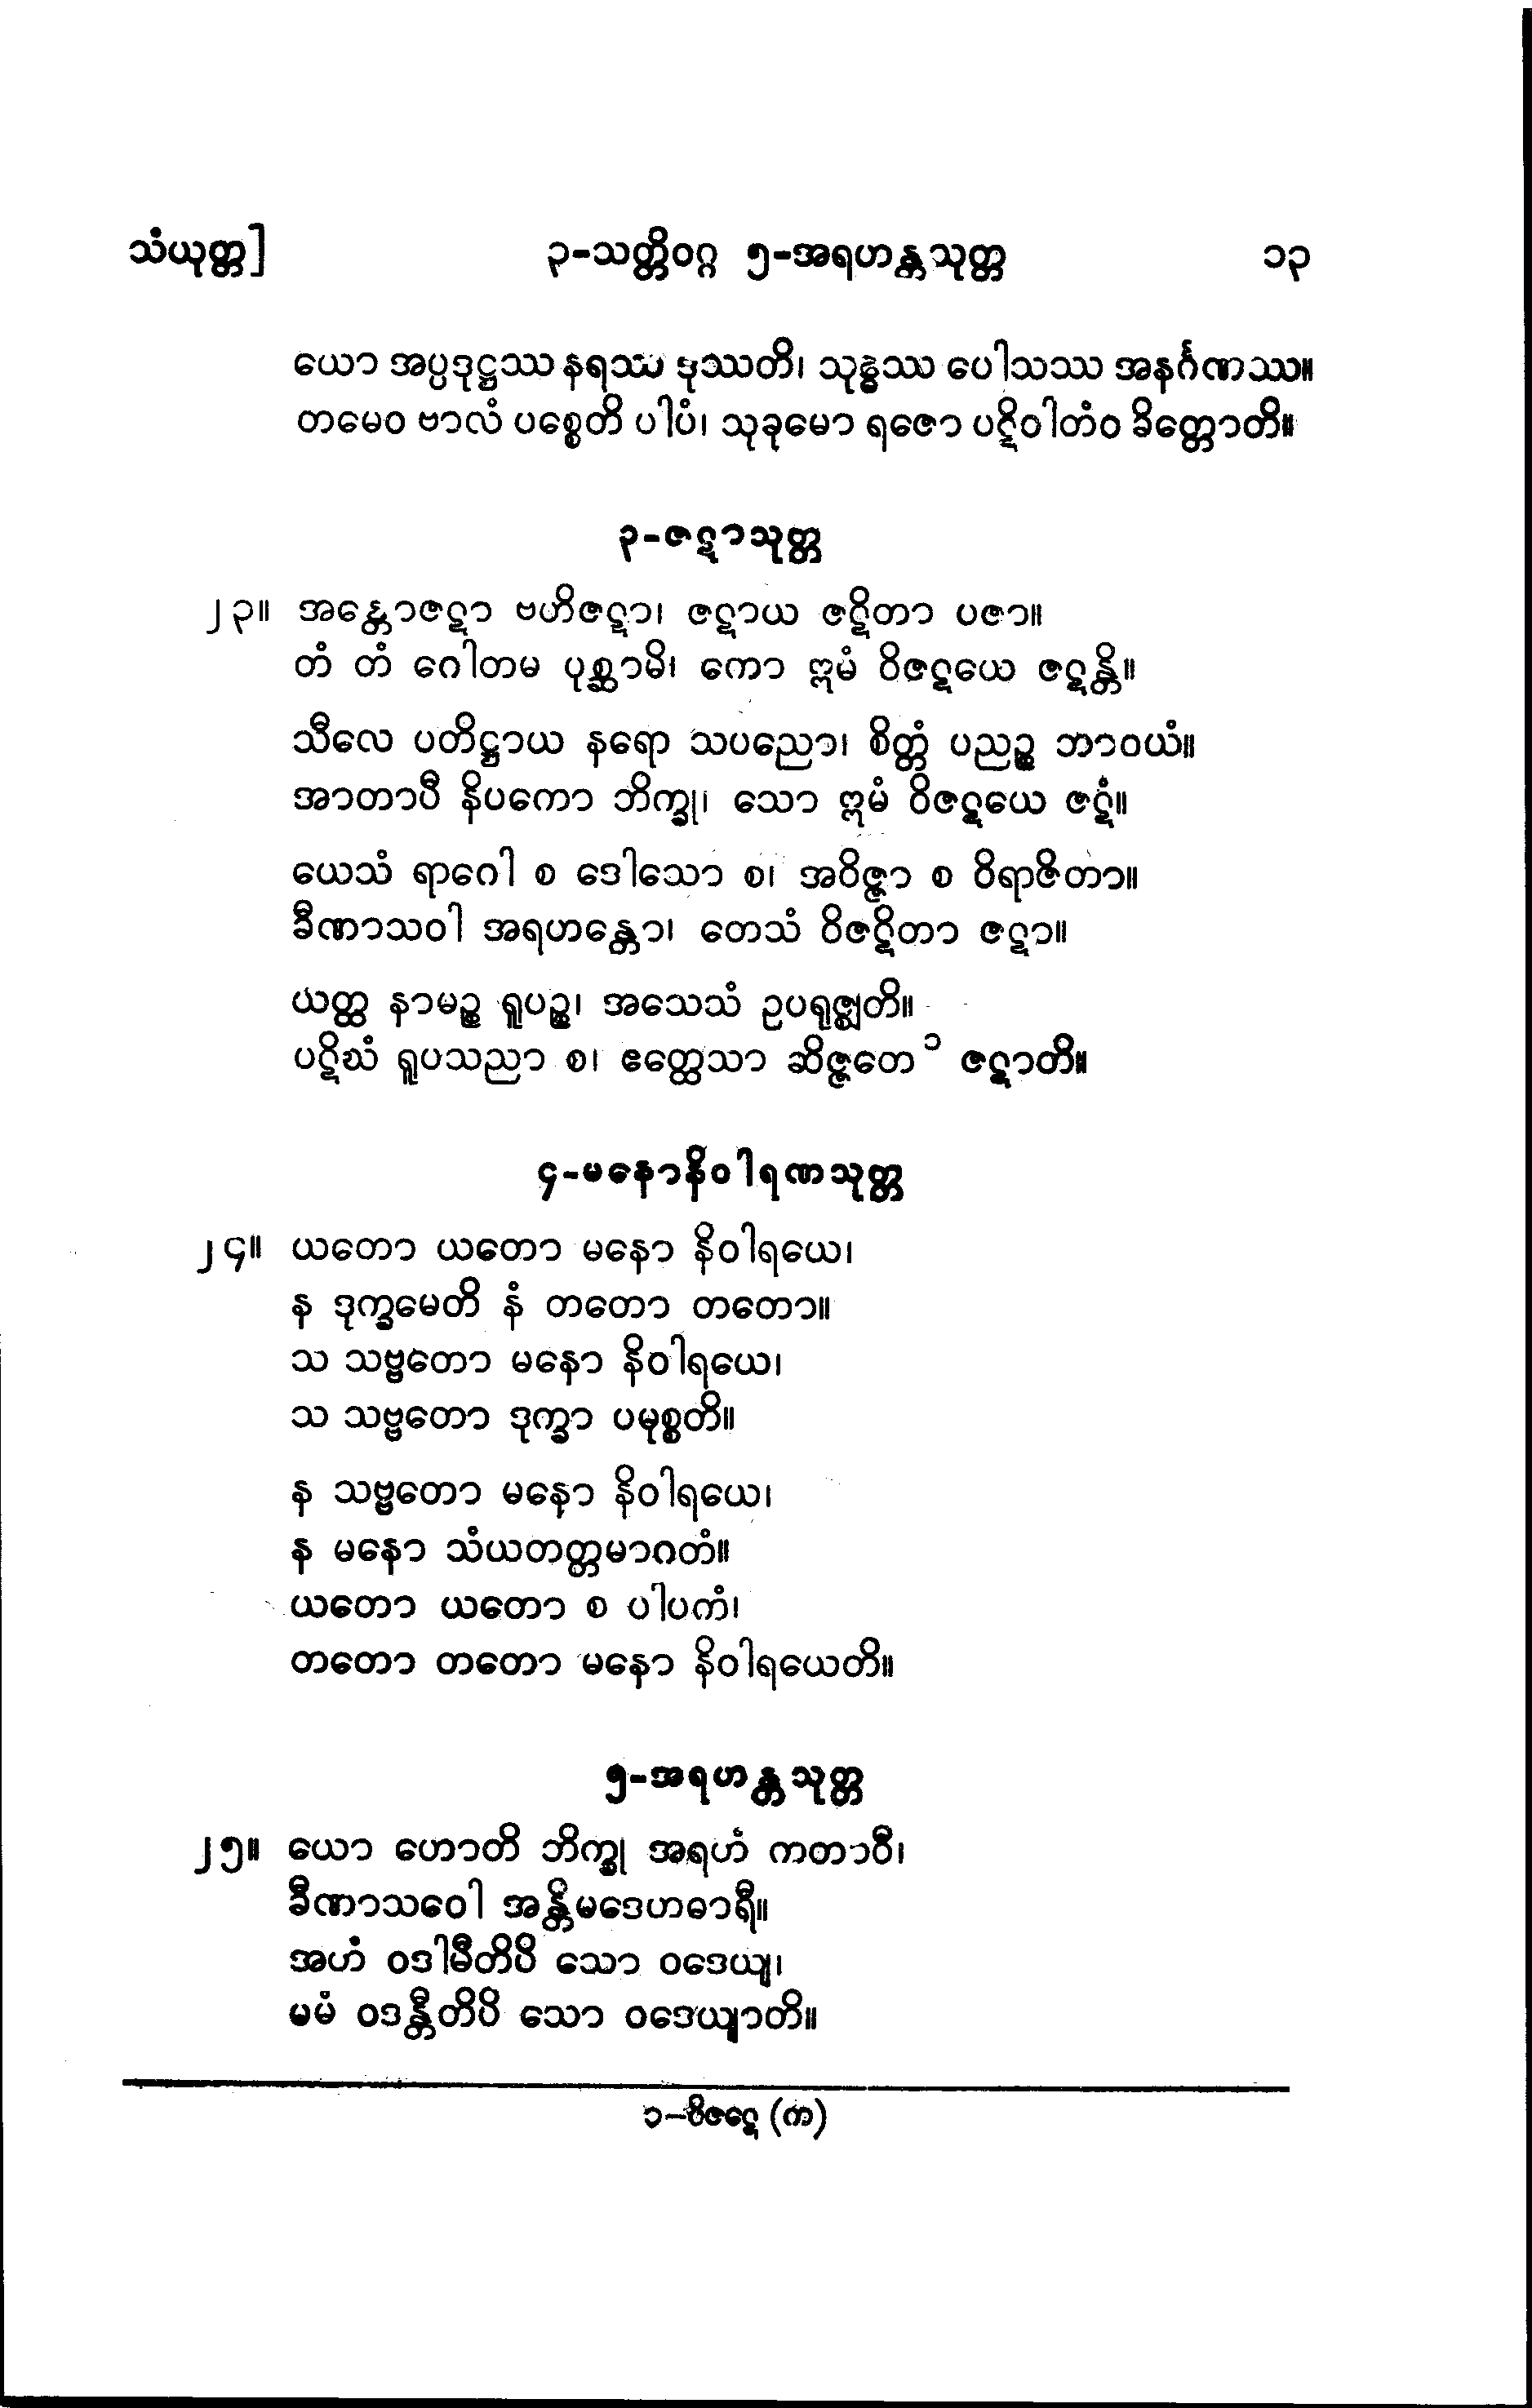 သံယုတ္တ] ၃-သတ္တိဝဂ္ဂ ၅-အရဟန္တသုတ္တ ၁၃
ယော အပ္ပဒုဋ္ဌဿ နရဿ ဒုဿတိ၊ သုန္ဓဿ ပေါသဿ အနင်္ဂဏဿ။
တမေဝ ဗာလံ ပစ္စေတိ ပါပံ၊ သုခုမော ရဇော ပဋိဝါတံဝ ခိတ္တောတိ။
၃-ဇဋာသုတ္တ
၂၃။ အန္တောဇဋာ ဗဟိဇဋာ၊ ဇဋာယ ဇဋိတာ ပဇာ။
တံ တံ ဂေါတမ ပုစ္ဆာမိ၊ ကော ဣမံ ဝိဇဋယေ ဇဋန္တိ။
သီလေ ပတိဋ္ဌာယ နရော သပညော၊ စိတ္တံ ပညဉ္စ ဘာဝယံ။
အာတာပီ နိပကော ဘိက္ခု၊ သော ဣမံ ဝိဇဋယေ ဇဋံ။
ယေသံ ရာဂေါ စ ဒေါသော စ၊ အဝိဇ္ဇာ စ ဝိရာဇိတာ။
ခီဏာသဝါ အရဟန္တော၊ တေသံ ဝိဇဋိတာ ဇဋာ။
ယတ္ထ နာမဉ္စ ရူပဉ္စ၊ အသေသံ ဥပရုဇ္ဈတိ။
ပဋိဃံ ရူပသညာ စ၊ ဧတ္ထေသာ ဆိဇ္ဇတေ ၁ ဇဋာတိ။
၄-မနောနိဝါရဏသုတ္တ
၂၄။ ယတော ယတော မနော နိဝါရယေ၊
န ဒုက္ခမေတိ နံ တတော တတော။
သ သဗ္ဗတော မနော နိဝါရယေ၊
သ သဗ္ဗတော ဒုက္ခာ ပမုစ္စတိ။
န သဗ္ဗတော မနော နိဝါရယေ၊
န မနော သံယတတ္တမာဂတံ။
ယတော ယတော စ ပါပကံ၊
တတော တတော မနော နိဝါရယေတိ။
၅-အရဟန္တသုတ္တ
၂၅။ ယော ဟောတိ ဘိက္ခု အရဟံ ကတာဝီ၊
ခီဏာသဝေါ အန္တိမဒေဟဓာရီ။
အဟံ ဝဒါမီတိပိ သော ဝဒေယျ၊
မမံ ဝဒန္တီတိပိ သော ဝဒေယျာတိ။
၁-ဝိဇဋေ (က)